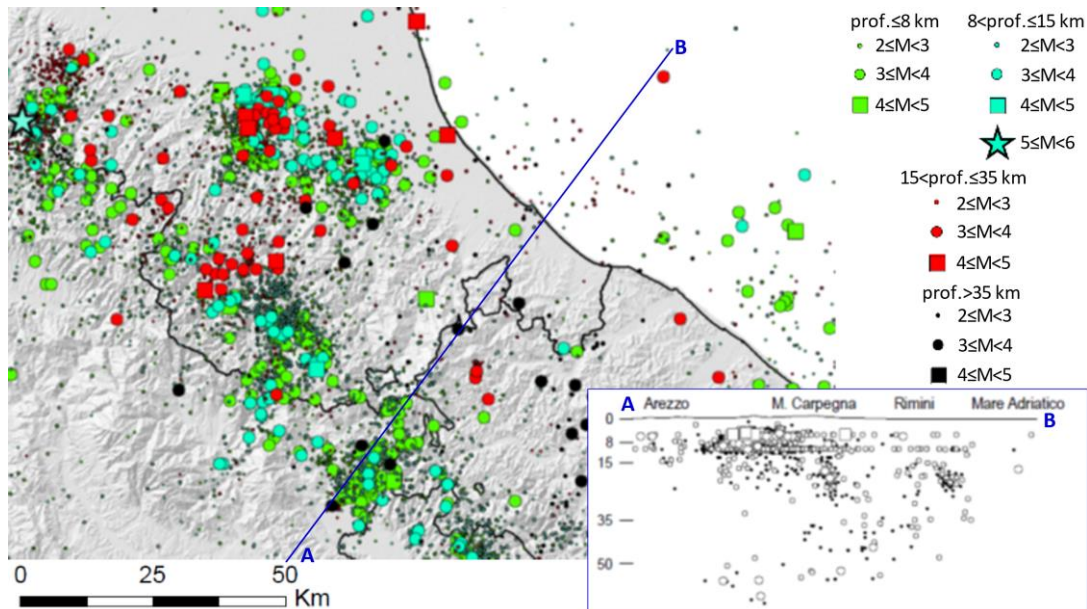 prof.≤8 km
2≤M<3
3≤M<4
4≤M<5
8<prof.≤15 km
2≤M<3
3≤M<4
4≤M<5
5≤M<6
15<prof.≤35 km
2≤M<3
3≤M<4
4≤M<5
prof.>35 km
2≤M<3
3≤M<4
4≤M<5
B
A
0 25 50
Km
A Arezzo M. Carpegna Rimini Mare Adriatico
0 B
8
15
35
50